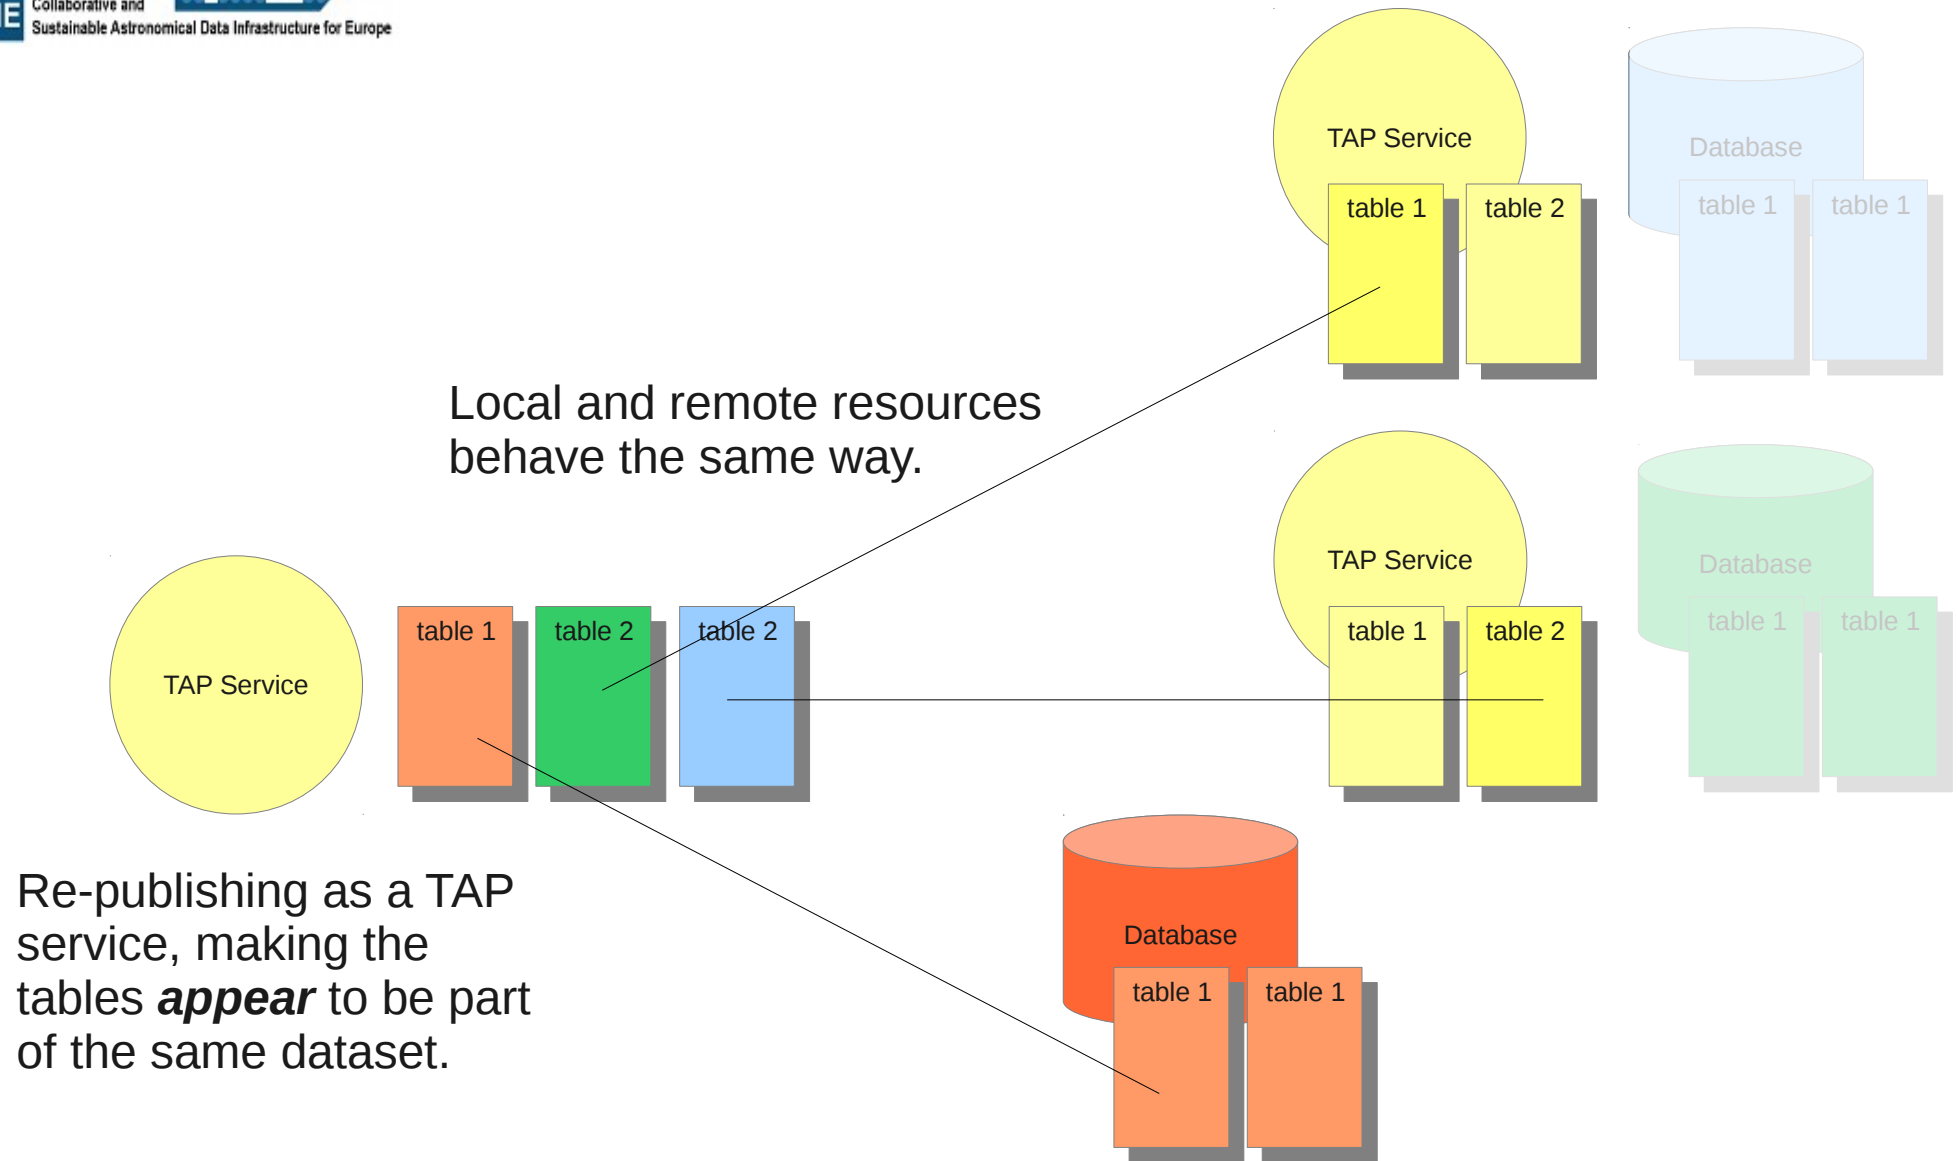 Collaborative and
Sustainable Astronomical Data Infrastructure for Europe
TAP Service
table 1
table 2
Database
table 1
table 1
Local and remote resources
behave the same way.
TAP Service
table 1
table 2
Database
table 1
table 1
TAP Service
table 1
table 2
table 2
Re-publishing as a TAP
service, making the
tables appear to be part
of the same dataset.
Database
table 1
table 1